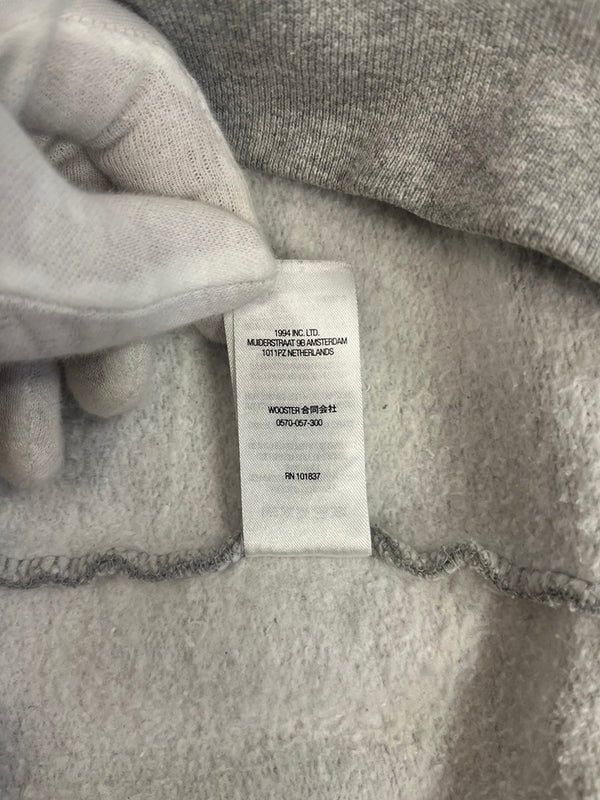 1994 INC. LTD.
MUIDERSTRAAT 9B AMSTERDAM
1011PZ NETHERLANDS
WOOSTER 合同会社
0570-057-300
RN 101837